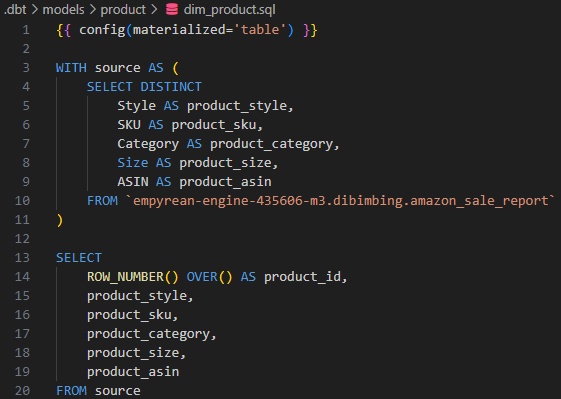 .dbt > models > product > dim_product.sql
1 {{ config(materialized='table') }}
2
3 WITH source AS (
4     SELECT DISTINCT
5         Style AS product_style,
6         SKU AS product_sku,
7         Category AS product_category,
8         Size AS product_size,
9         ASIN AS product_asin
10     FROM `empyrean-engine-435606-m3.dibimbing.amazon_sale_report`
11 )
12
13 SELECT
14     ROW_NUMBER() OVER() AS product_id,
15     product_style,
16     product_sku,
17     product_category,
18     product_size,
19     product_asin
20 FROM source